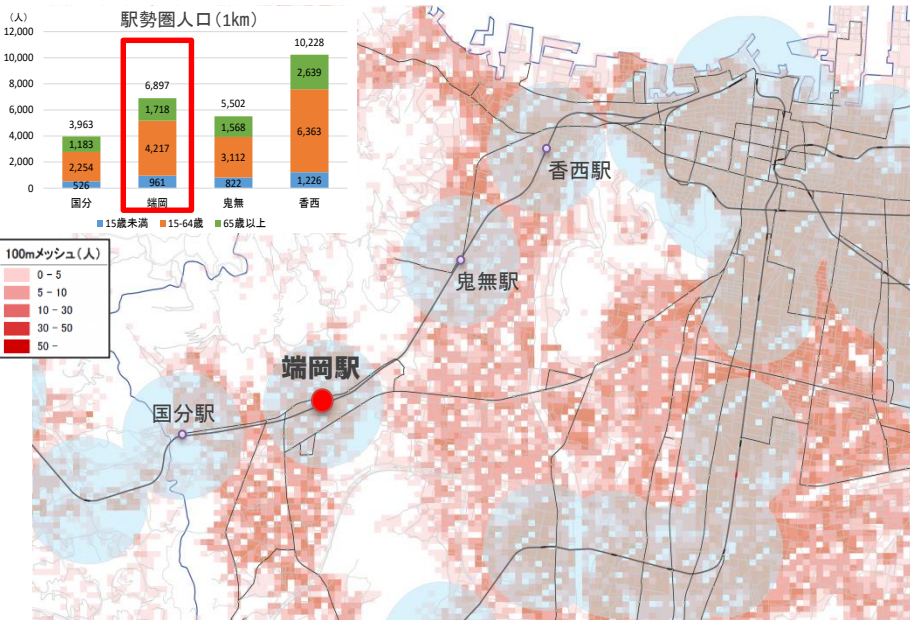 駅勢圏人口(1km)
(人)
12,000
10,000
8,000
6,000
4,000
2,000
0
3,963
1,183
2,254
526
6,897
1,718
4,217
961
5,502
1,568
3,112
822
10,228
2,639
6,363
1,226
国分 端岡 鬼無 香西
15歳未満 15-64歳 65歳以上
100mメッシュ(人)
0 - 5
5 - 10
10 - 30
30 - 50
50 -
香西駅
鬼無駅
端岡駅
国分駅